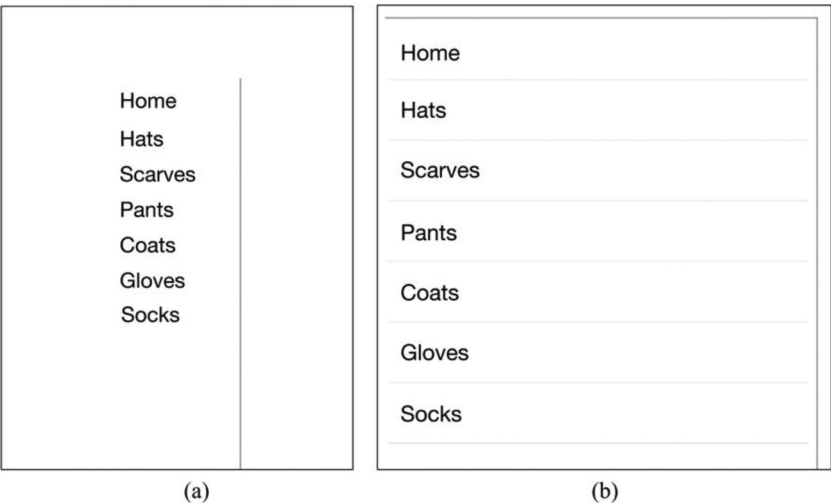 Home
Hats
Scarves
Pants
Coats
Gloves
Socks
(a)
Home
Hats
Scarves
Pants
Coats
Gloves
Socks
(b)